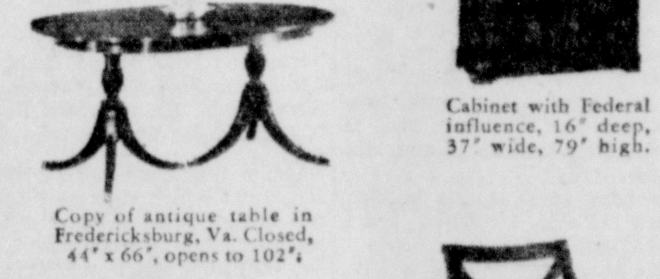 Cabinet with Federal
influence, 16" deep,
37" wide, 79" high.
Copy of antique table in
Fredericksburg, Va. Closed,
44" x 66", opens to 102";